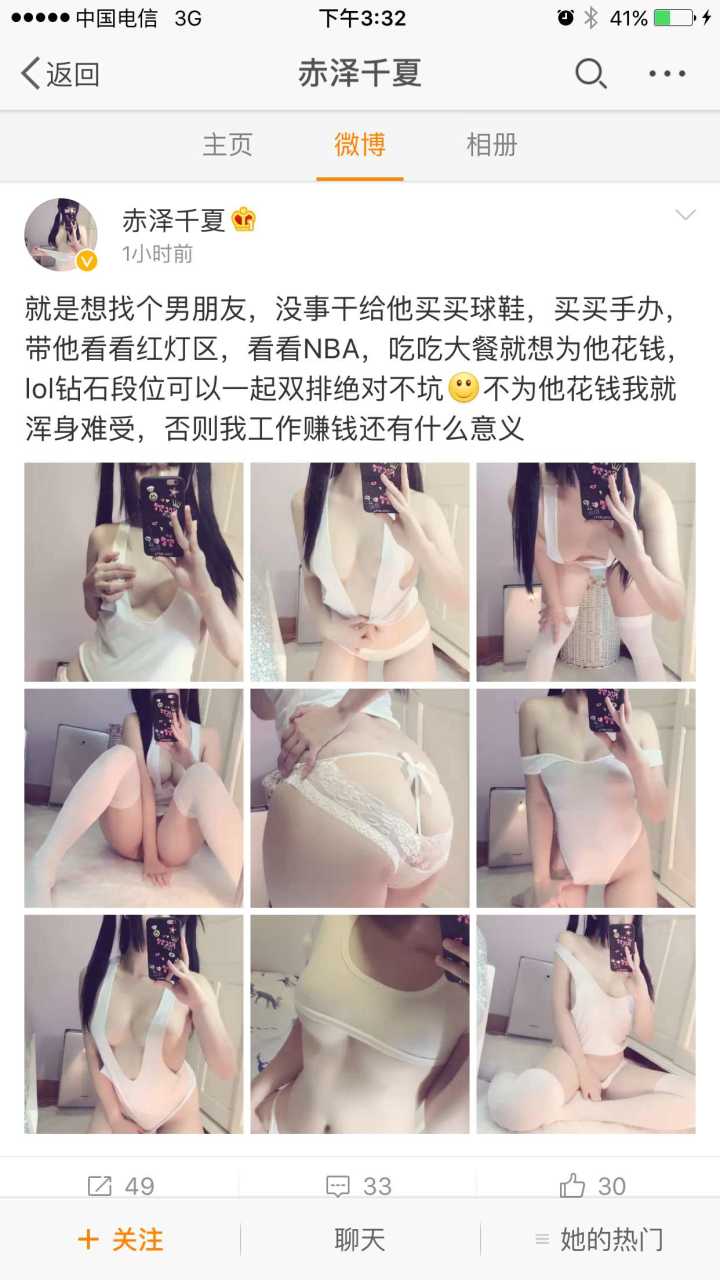 中国电信 3G 下午3:32 41%
返回 赤泽千夏
主页 微博 相册
赤泽千夏
1小时前
就是想找个男朋友，没事干给他买买球鞋，买买手办，
带他看看红灯区，看看NBA，吃吃大餐就想为他花钱，
lol钻石段位可以一起双排绝对不坑不为他花钱我就
浑身难受，否则我工作赚钱还有什么意义
49 33 30
+ 关注 聊天 她的热门